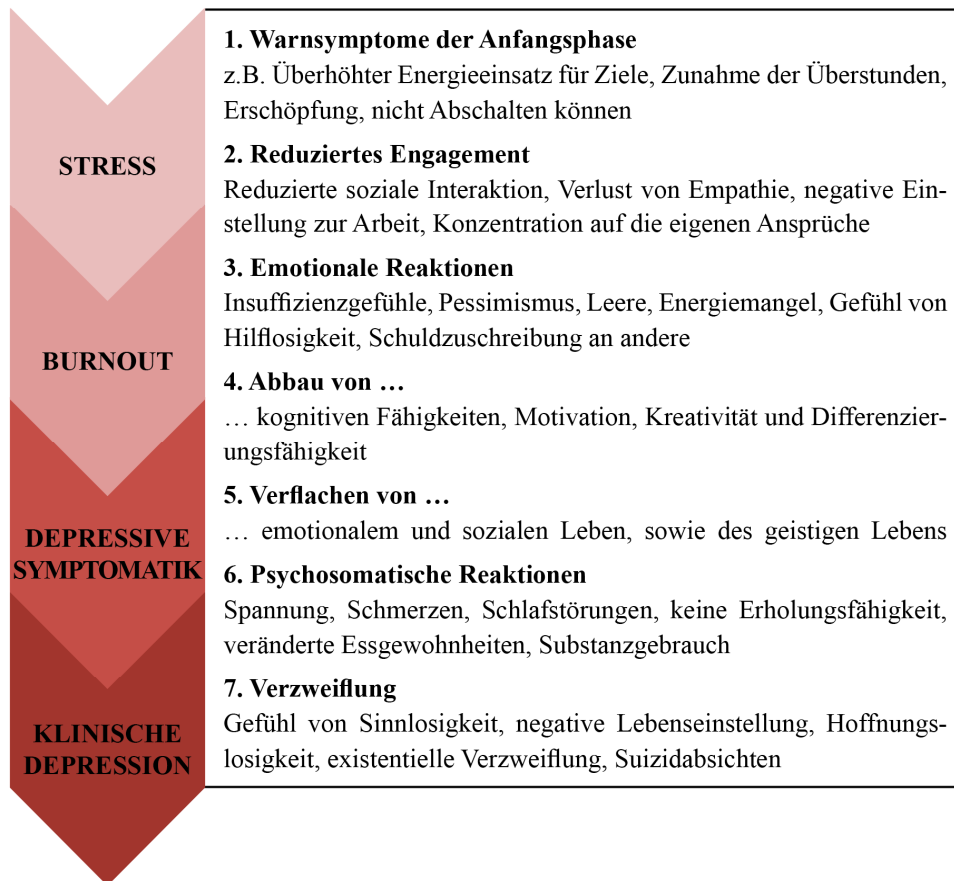 STRESS
BURNOUT
DEPRESSIVE
SYMPTOMATIK
KLINISCHE
DEPRESSION
1. Warnsymptome der Anfangsphase
z.B. Überhöhter Energieeinsatz für Ziele, Zunahme der Überstunden,
Erschöpfung, nicht Abschalten können
2. Reduziertes Engagement
Reduzierte soziale Interaktion, Verlust von Empathie, negative Ein-
stellung zur Arbeit, Konzentration auf die eigenen Ansprüche
3. Emotionale Reaktionen
Insuffizienzgefühle, Pessimismus, Leere, Energiemangel, Gefühl von
Hilflosigkeit, Schuldzuschreibung an andere
4. Abbau von …
… kognitiven Fähigkeiten, Motivation, Kreativität und Differenzier-
ungsfähigkeit
5. Verflachen von …
… emotionalem und sozialen Leben, sowie des geistigen Lebens
6. Psychosomatische Reaktionen
Spannung, Schmerzen, Schlafstörungen, keine Erholungsfähigkeit,
veränderte Essgewohnheiten, Substanzgebrauch
7. Verzweiflung
Gefühl von Sinnlosigkeit, negative Lebenseinstellung, Hoffnungs-
losigkeit, existentielle Verzweiflung, Suizidabsichten